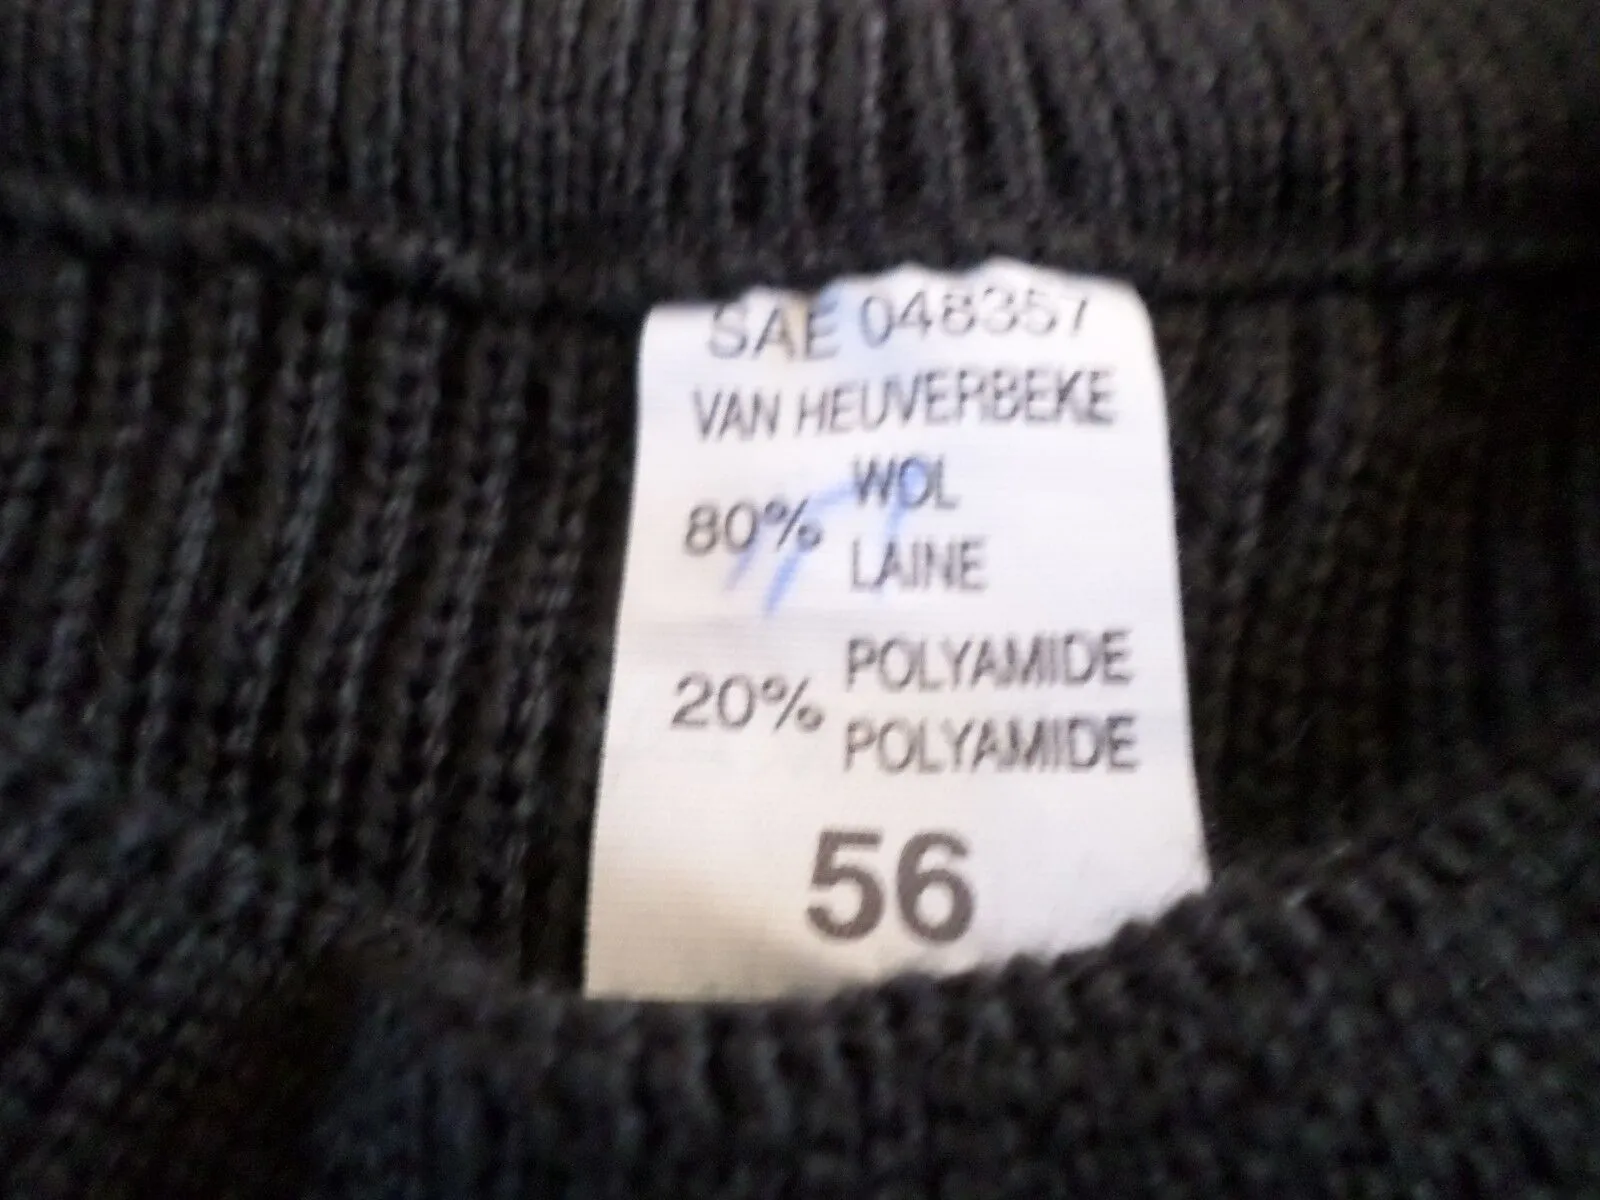 SAE 048357
VAN HEUVERBEKE
80% WOL
LAINE
20% POLYAMIDE
POLYAMIDE
56